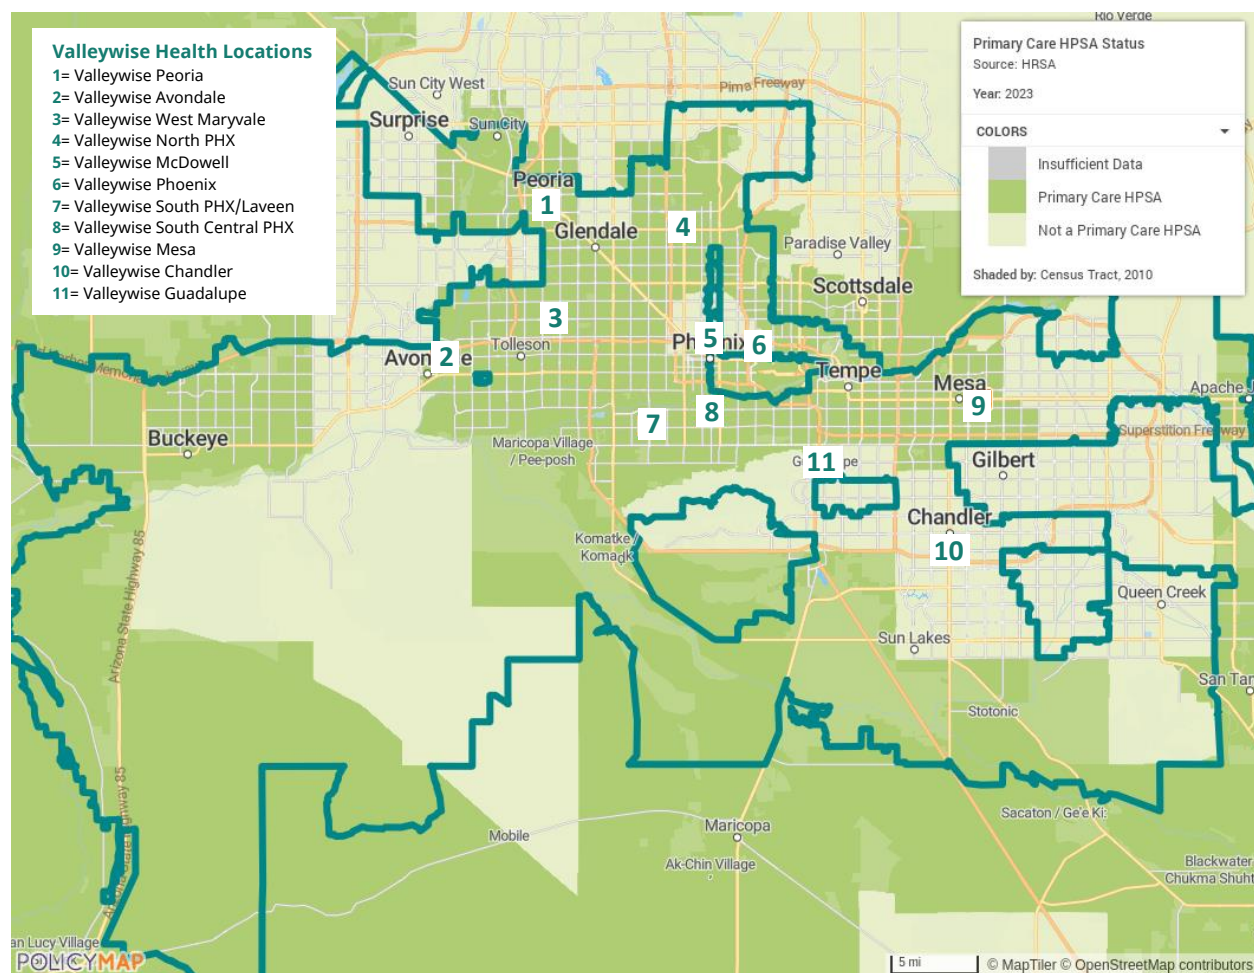 Valleywise Health Locations
1= Valleywise Peoria
2= Valleywise Avondale
3= Valleywise West Maryvale
4= Valleywise North PHX
5= Valleywise McDowell
6= Valleywise Phoenix
7= Valleywise South PHX/Laveen
8= Valleywise South Central PHX
9= Valleywise Mesa
10= Valleywise Chandler
11= Valleywise Guadalupe
Rio Verde
Primary Care HPSA Status
Source: HRSA
Year: 2023
COLORS
Insufficient Data
Primary Care HPSA
Not a Primary Care HPSA
Shaded by: Census Tract, 2010
Sun City West
Pima Freeway
Surprise
Sun City
Peoria
1
4
Glendale
Paradise Valley
Scottsdale
3
Tolleson
5
6
2
Tempe
Mesa
Apache J
9
8
7
Superstition Freeway
Buckeye
Maricopa Village
/ Pee-posh
11
Gilbert
Chandler
10
Komatke /
Arizona State Highway 85
Queen Creek
Sun Lakes
San Tan
Stotonic
Arizona State Highway 85
Sacaton / Ge'e Ki:
Maricopa
Mobile
Ak-Chin Village
Blackwater
Chukma Shuht
an Lucy Village
POLICYMAP
5 mi
© MapTiler © OpenStreetMap contributors